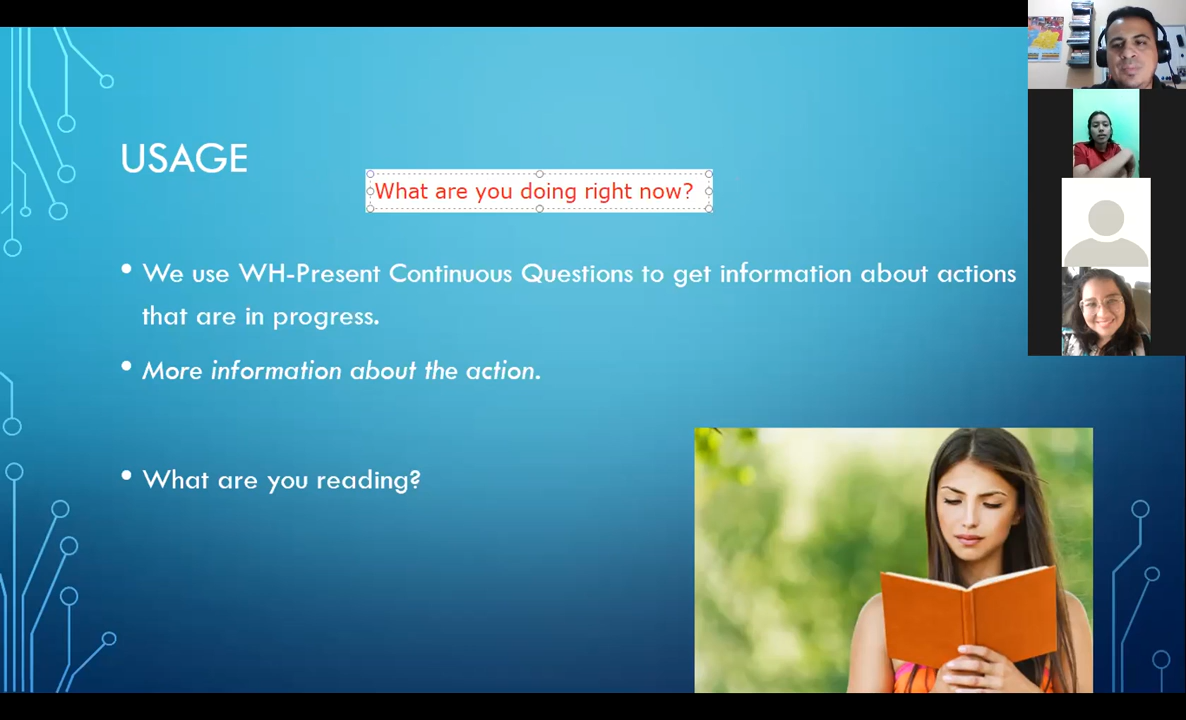 USAGE
What are you doing right now?
• We use WH-Present Continuous Questions to get information about actions
that are in progress.
• More information about the action.
• What are you reading?